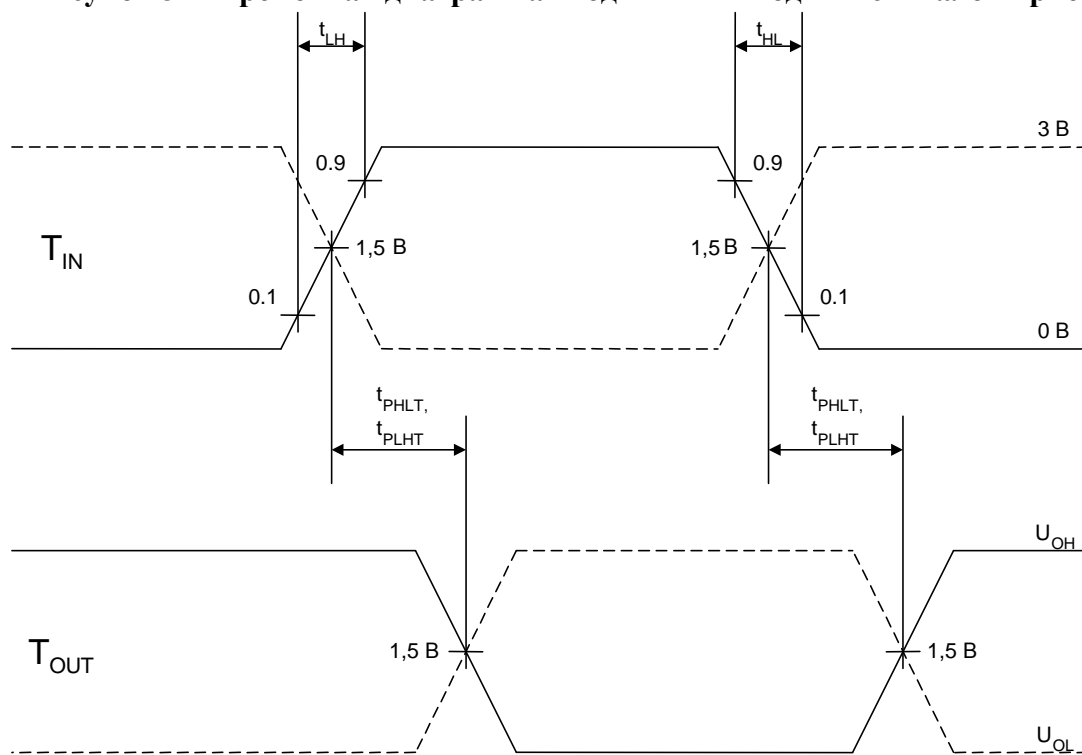 t_LH
t_HL
3 В
0.9
0.9
T_IN
1,5 В
1,5 В
0.1
0.1
0 В
t_PHLT,
t_PLHT
t_PHLT,
t_PLHT
U_OH
T_OUT
1,5 В
1,5 В
U_OL